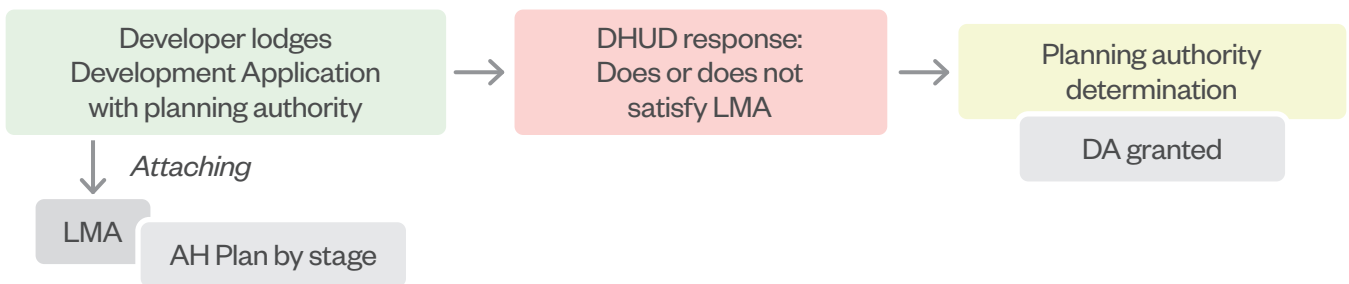 Developer lodges
Development Application
with planning authority
DHUD response:
Does or does not
satisfy LMA
Planning authority
determination
DA granted
Attaching
LMA
AH Plan by stage